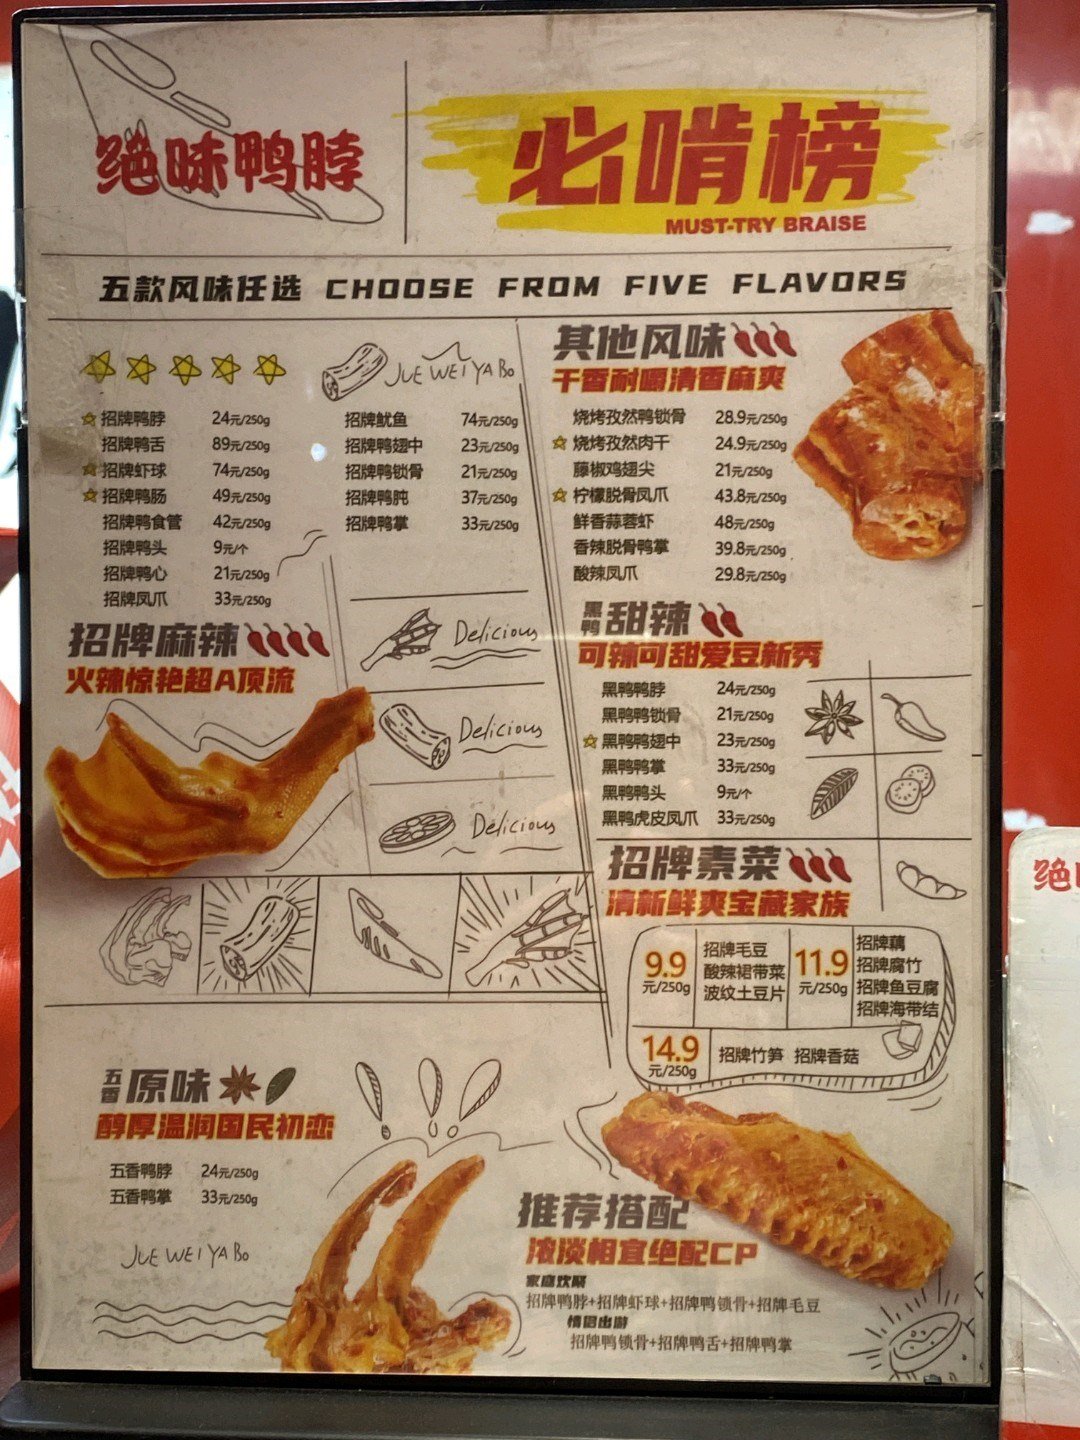 绝味鸭脖
必啃榜
MUST-TRY BRAISE
五款风味任选 CHOOSE FROM FIVE FLAVORS
JUE WEI YA BO
招牌鸭脖 24元/250g
招牌鸭舌 89元/250g
招牌虾球 74元/250g
招牌鸭肠 49元/250g
招牌鸭食管 42元/250g
招牌鸭头 9元/个
招牌鸭心 21元/250g
招牌凤爪 33元/250g
招牌鱿鱼 74元/250g
招牌鸭翅中 23元/250g
招牌鸭锁骨 21元/250g
招牌鸭肫 37元/250g
招牌鸭掌 33元/250g
招牌麻辣
火辣惊艳超A顶流
Delicious
Delicious
Delicious
其他风味
干香耐嚼清香麻爽
烧烤孜然鸭锁骨 28.9元/250g
烧烤孜然肉干 24.9元/250g
藤椒鸡翅尖 21元/250g
柠檬脱骨凤爪 43.8元/250g
鲜香蒜蓉虾 48元/250g
香辣脱骨鸭掌 39.8元/250g
酸辣凤爪 29.8元/250g
黑鸭 甜辣
可辣可甜爱豆新秀
黑鸭鸭脖 24元/250g
黑鸭鸭锁骨 21元/250g
黑鸭鸭翅中 23元/250g
黑鸭鸭掌 33元/250g
黑鸭鸭头 9元/个
黑鸭虎皮凤爪 33元/250g
招牌素菜
清新鲜爽宝藏家族
9.9
元/250g
招牌毛豆
酸辣裙带菜
波纹土豆片
11.9
元/250g
招牌藕
招牌腐竹
招牌鱼豆腐
招牌海带结
14.9
元/250g
招牌竹笋 招牌香菇
五香 原味
醇厚温润国民初恋
五香鸭脖 24元/250g
五香鸭掌 33元/250g
JUE WEI YA BO
推荐搭配
浓淡相宜绝配CP
家庭欢聚
招牌鸭脖+招牌虾球+招牌鸭锁骨+招牌毛豆
情侣出游
招牌鸭锁骨+招牌鸭舌+招牌鸭掌
绝